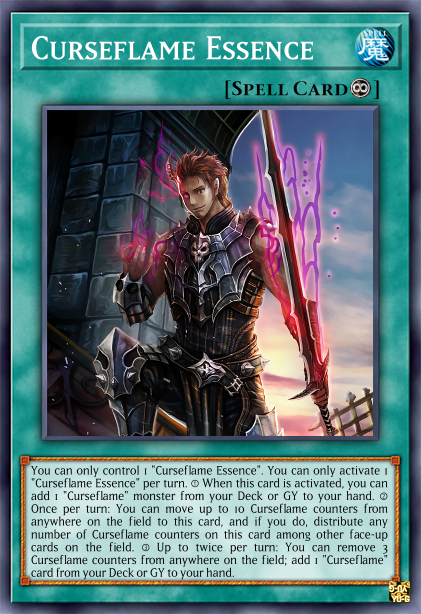 Curseflame Essence
SPELL
魔
[Spell Card ]
You can only control 1 "Curseflame Essence". You can only activate 1
"Curseflame Essence" per turn. ① When this card is activated, you can
add 1 "Curseflame" monster from your Deck or GY to your hand. ②
Once per turn: You can move up to 10 Curseflame counters from
anywhere on the field to this card, and if you do, distribute any
number of Curseflame counters on this card among other face-up
cards on the field. ③ Up to twice per turn: You can remove 3
Curseflame counters from anywhere on the field; add 1 "Curseflame"
card from your Deck or GY to your hand.